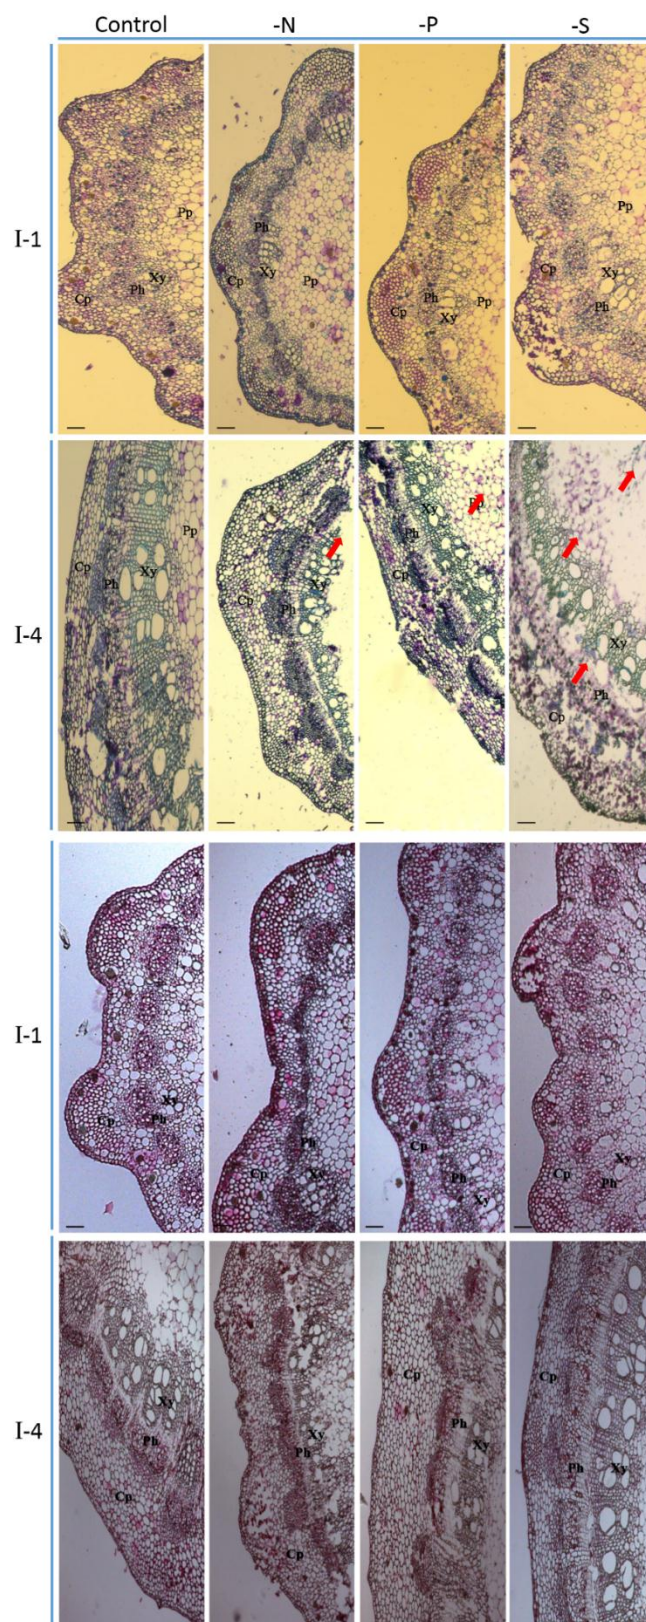 Control -N -P -S
I-1
Pp Cp Ph Xy
Ph Cp Xy Pp
Cp Ph Xy Pp
Pp Cp Xy Ph
I-4
Pp Cp Ph Xy
Xy Ph
Pp Xy Ph Cp
Xy Ph Cp
I-1
Xy Cp Ph
Ph Cp Xy
Cp Ph Xy
Xy Cp Ph
I-4
Xy Ph Cp
Xy Ph Cp
Cp Ph Xy
Cp Ph Xy